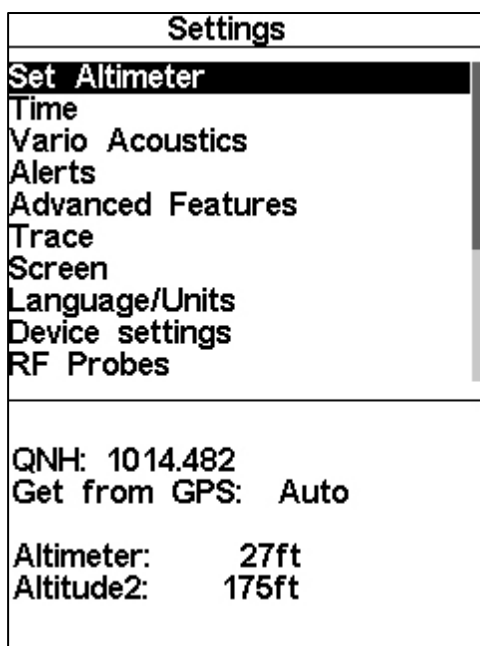 Settings
Set Altimeter
Time
Vario Acoustics
Alerts
Advanced Features
Trace
Screen
Language/Units
Device settings
RF Probes
QNH: 1014.482
Get from GPS: Auto
Altimeter: 27ft
Altitude2: 175ft